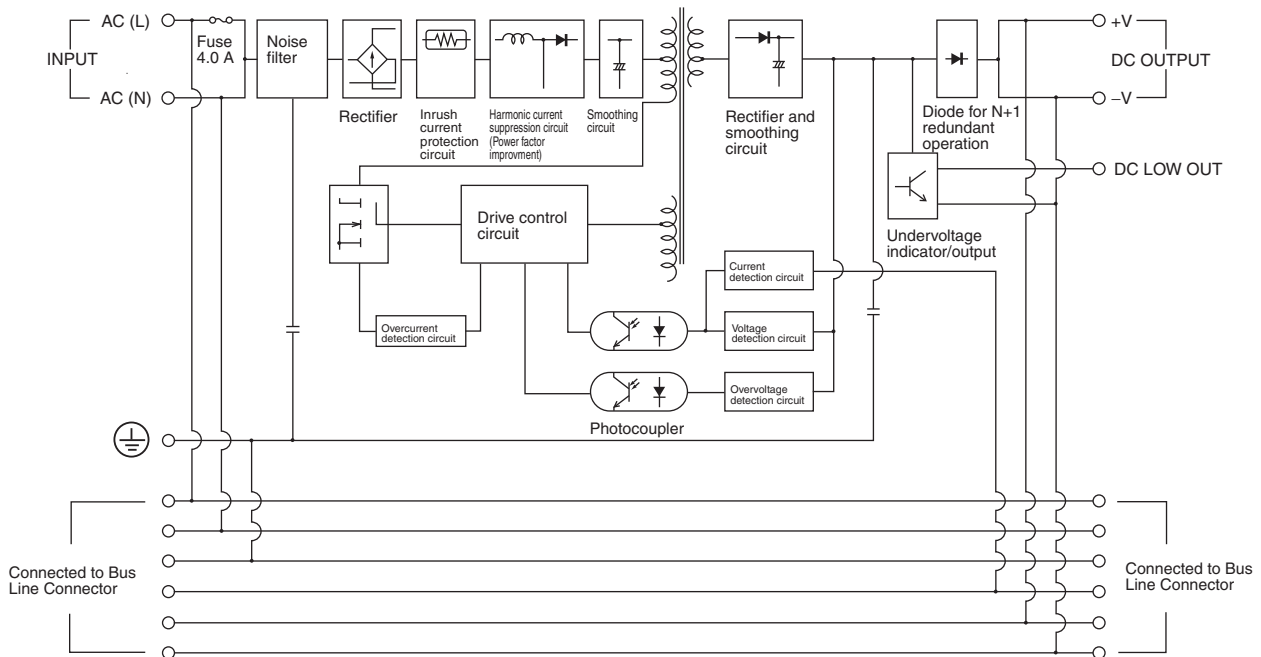 AC (L)
INPUT
AC (N)
Fuse
4.0 A
Noise
filter
Rectifier
Inrush
current
protection
circuit
Harmonic current
suppression circuit
(Power factor
improvment)
Smoothing
circuit
Rectifier and
smoothing
circuit
Diode for N+1
redundant
operation
+V
DC OUTPUT
–V
DC LOW OUT
Undervoltage
indicator/output
Drive control
circuit
Overcurrent
detection circuit
Current
detection circuit
Voltage
detection circuit
Overvoltage
detection circuit
Photocoupler
Connected to Bus
Line Connector
Connected to Bus
Line Connector